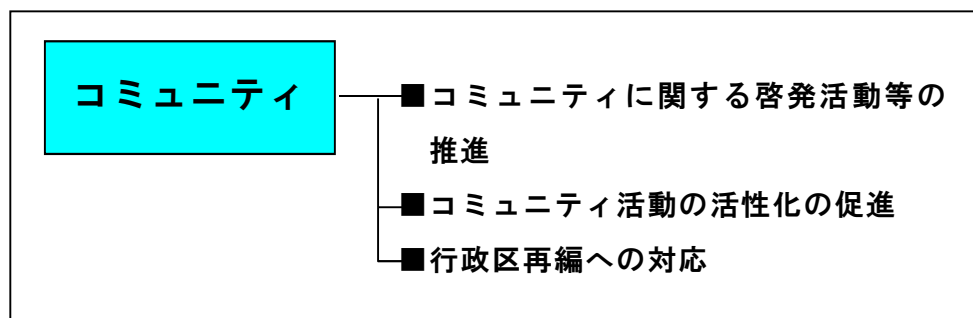 コミュニティ
■コミュニティに関する啓発活動等の
推進
■コミュニティ活動の活性化の促進
■行政区再編への対応